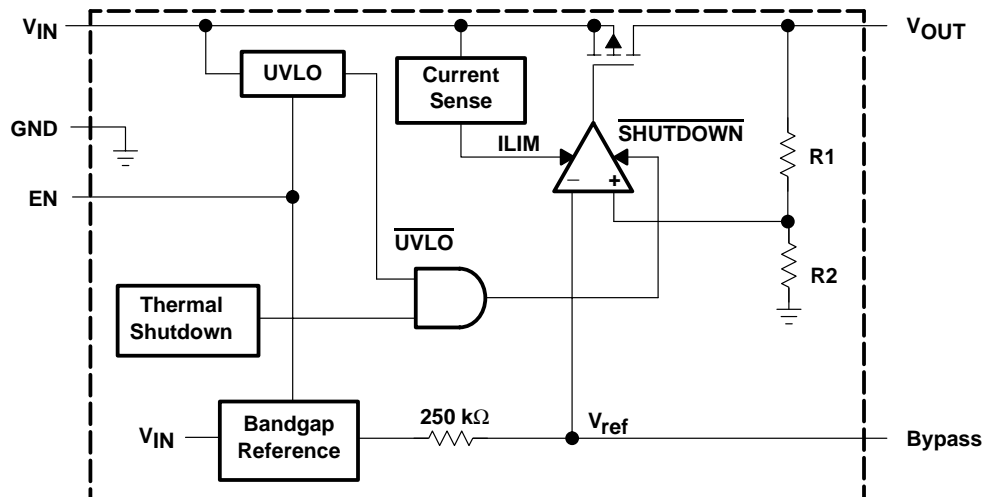 VIN
VOUT
UVLO
Current
Sense
GND
SHUTDOWN
ILIM
R1
− +
EN
UVLO
R2
Thermal
Shutdown
250 kΩ
VIN
Bandgap
Reference
Vref
Bypass